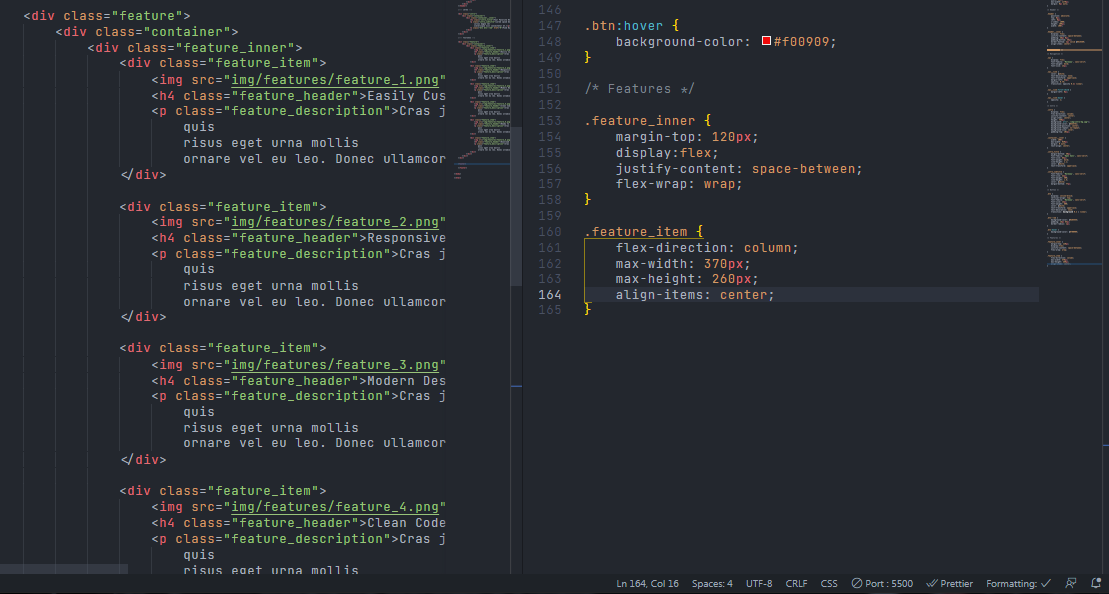 <div class="feature">
<div class="container">
<div class="feature_inner">
<div class="feature_item">
<img src="img/features/feature_1.png"
<h4 class="feature_header">Easily Cus
<p class="feature_description">Cras j
quis
risus eget urna mollis
ornare vel eu leo. Donec ullamcor
</div>
<div class="feature_item">
<img src="img/features/feature_2.png"
<h4 class="feature_header">Responsive
<p class="feature_description">Cras j
quis
risus eget urna mollis
ornare vel eu leo. Donec ullamcor
</div>
<div class="feature_item">
<img src="img/features/feature_3.png"
<h4 class="feature_header">Modern Des
<p class="feature_description">Cras j
quis
risus eget urna mollis
ornare vel eu leo. Donec ullamcor
</div>
<div class="feature_item">
<img src="img/features/feature_4.png"
<h4 class="feature_header">Clean Code
<p class="feature_description">Cras j
quis
risus eget urna mollis
146
147 .btn:hover {
148 background-color: #f00909;
149 }
150
151 /* Features */
152
153 .feature_inner {
154 margin-top: 120px;
155 display:flex;
156 justify-content: space-between;
157 flex-wrap: wrap;
158 }
159
160 .feature_item {
161 flex-direction: column;
162 max-width: 370px;
163 max-height: 260px;
164 align-items: center;
165 }
Ln 164, Col 16 Spaces: 4 UTF-8 CRLF CSS Port : 5500 Prettier Formatting: